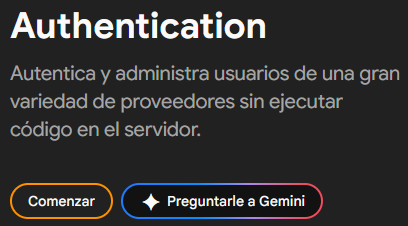 Authentication
Autentica y administra usuarios de una gran
variedad de proveedores sin ejecutar
código en el servidor.
Comenzar
Preguntarle a Gemini